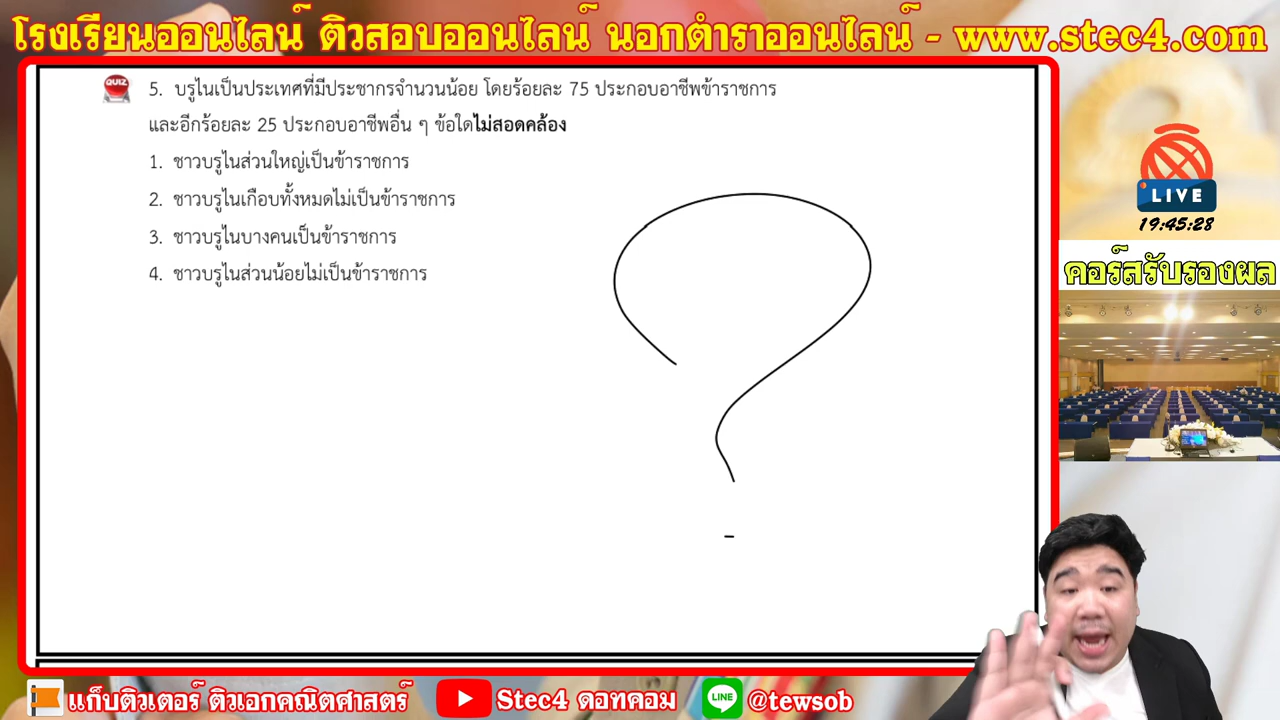 โรงเรียนออนไลน์ ติวสอบออนไลน์ นอกตำราออนไลน์ - www.stec4.com
QUIZ
5. บรูไนเป็นประเทศที่มีประชากรจำนวนน้อย โดยร้อยละ 75 ประกอบอาชีพข้าราชการ
และอีกร้อยละ 25 ประกอบอาชีพอื่น ๆ ข้อใดไม่สอดคล้อง
1. ชาวบรูไนส่วนใหญ่เป็นข้าราชการ
2. ชาวบรูไนเกือบทั้งหมดไม่เป็นข้าราชการ
3. ชาวบรูไนบางคนเป็นข้าราชการ
4. ชาวบรูไนส่วนน้อยไม่เป็นข้าราชการ
?
LIVE
19:45:28
คอร์สรับรองผล
แก๊บติวเตอร์ ติวเอกคณิตศาสตร์
Stec4 ดอทคอม
LINE
@tewsob